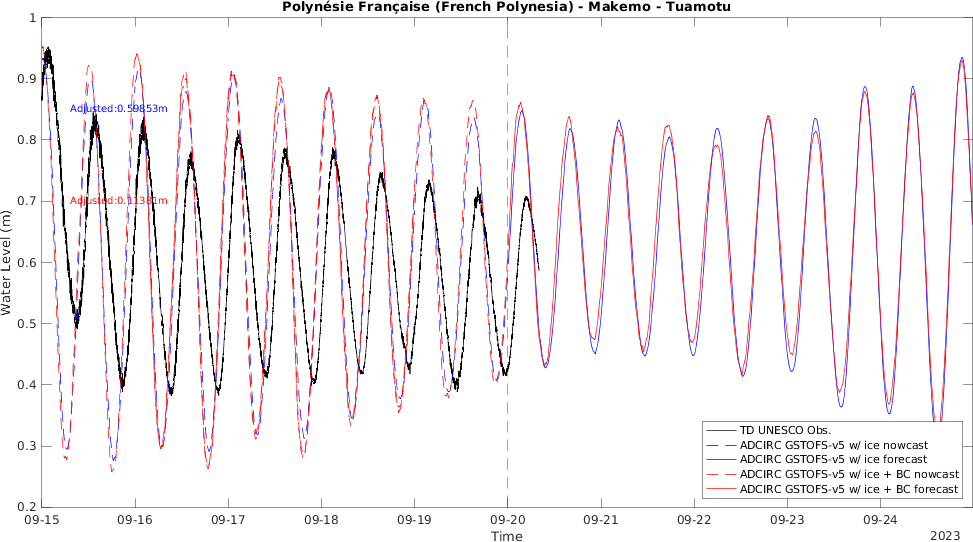 Polynésie Française (French Polynesia) - Makemo - Tuamotu
Water Level (m)
1
0.9
0.8
0.7
0.6
0.5
0.4
0.3
0.2
Adjusted:0.59853m
Adjusted:0.11381m
TD UNESCO Obs.
ADCIRC GSTOFS-v5 w/ ice nowcast
ADCIRC GSTOFS-v5 w/ ice forecast
ADCIRC GSTOFS-v5 w/ ice + BC nowcast
ADCIRC GSTOFS-v5 w/ ice + BC forecast
09-15 09-16 09-17 09-18 09-19 09-20 09-21 09-22 09-23 09-24
Time
2023